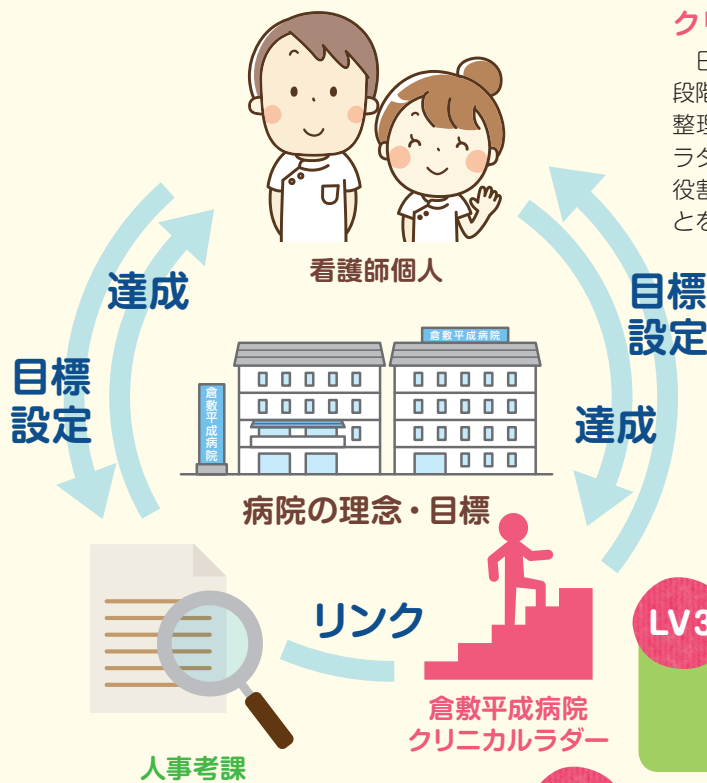 ク
段階
整理
ラダ
役割
とを
看護師個人
達成
目標
設定
目標
設定
達成
倉敷平成病院
倉敷平成病院
病院の理念・目標
リンク
LV3
倉敷平成病院
クリニカルラダー
人事考課